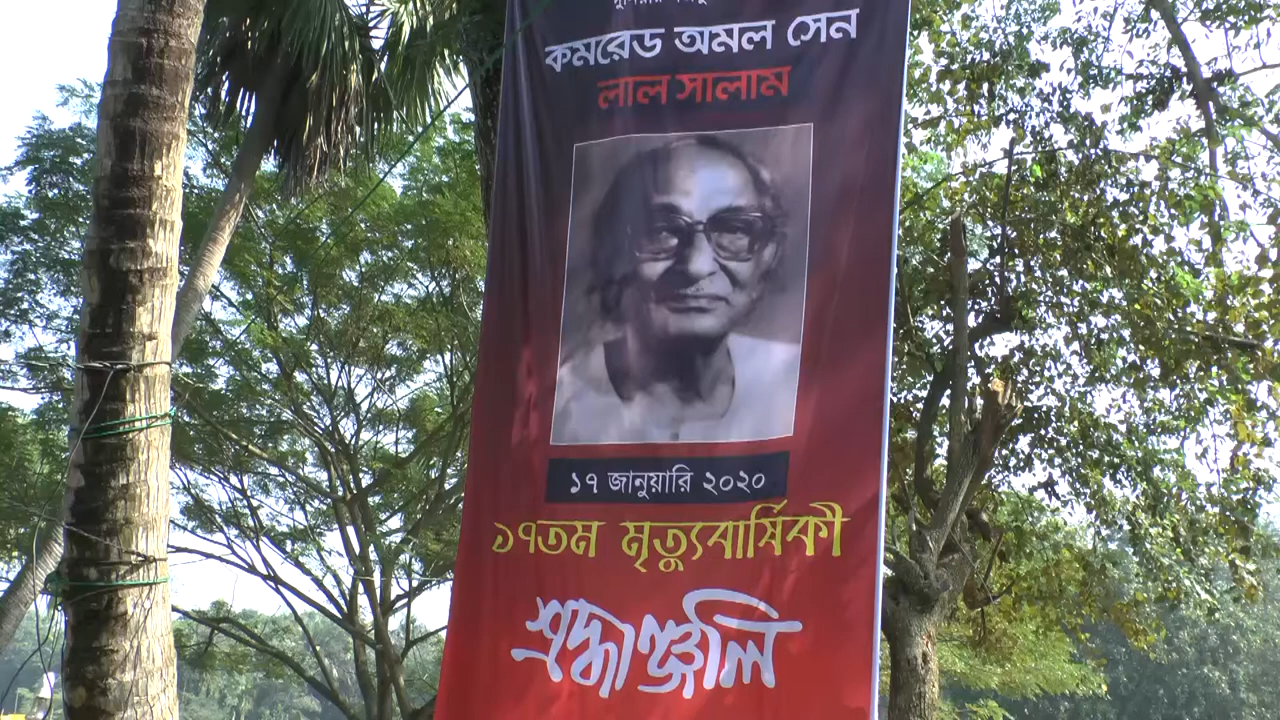 কমরেড অমল সেন
লাল সালাম
১৭ জানুয়ারি ২০২০
১৭তম মৃত্যুবার্ষিকী
শ্রদ্ধাঞ্জলি